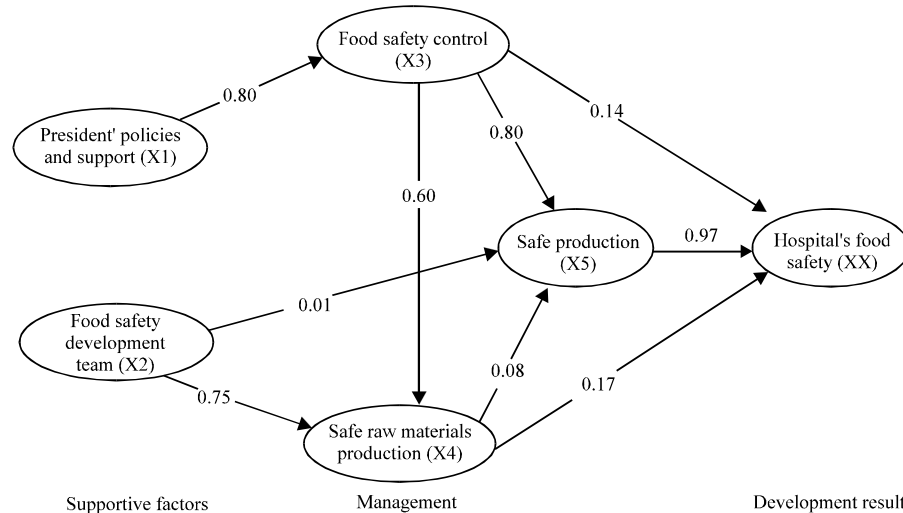 Food safety control
(X3)
0.80
0.14
President' policies
and support (X1)
0.80
0.60
Safe production
(X5)
0.97
Hospital's food
safety (XX)
0.01
Food safety
development
team (X2)
0.75
0.08
0.17
Safe raw materials
production (X4)
Supportive factors
Management
Development result